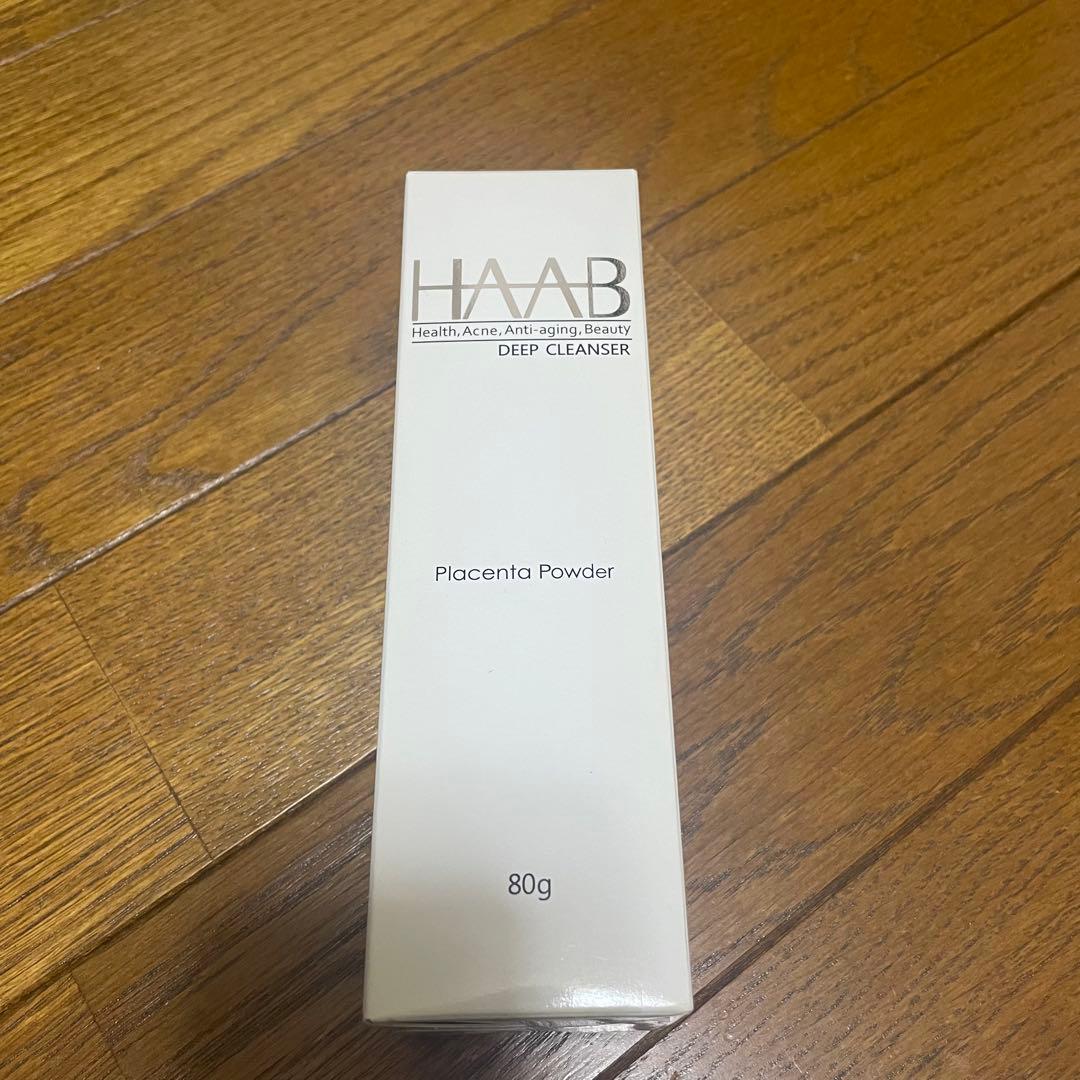 HAAB
Health, Acne, Anti-aging, Beauty
DEEP CLEANSER
Placenta Powder
80g